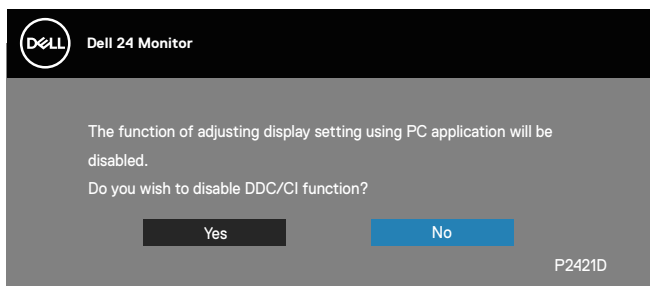 DELL
Dell 24 Monitor
The function of adjusting display setting using PC application will be
disabled.
Do you wish to disable DDC/CI function?
Yes
No
P2421D